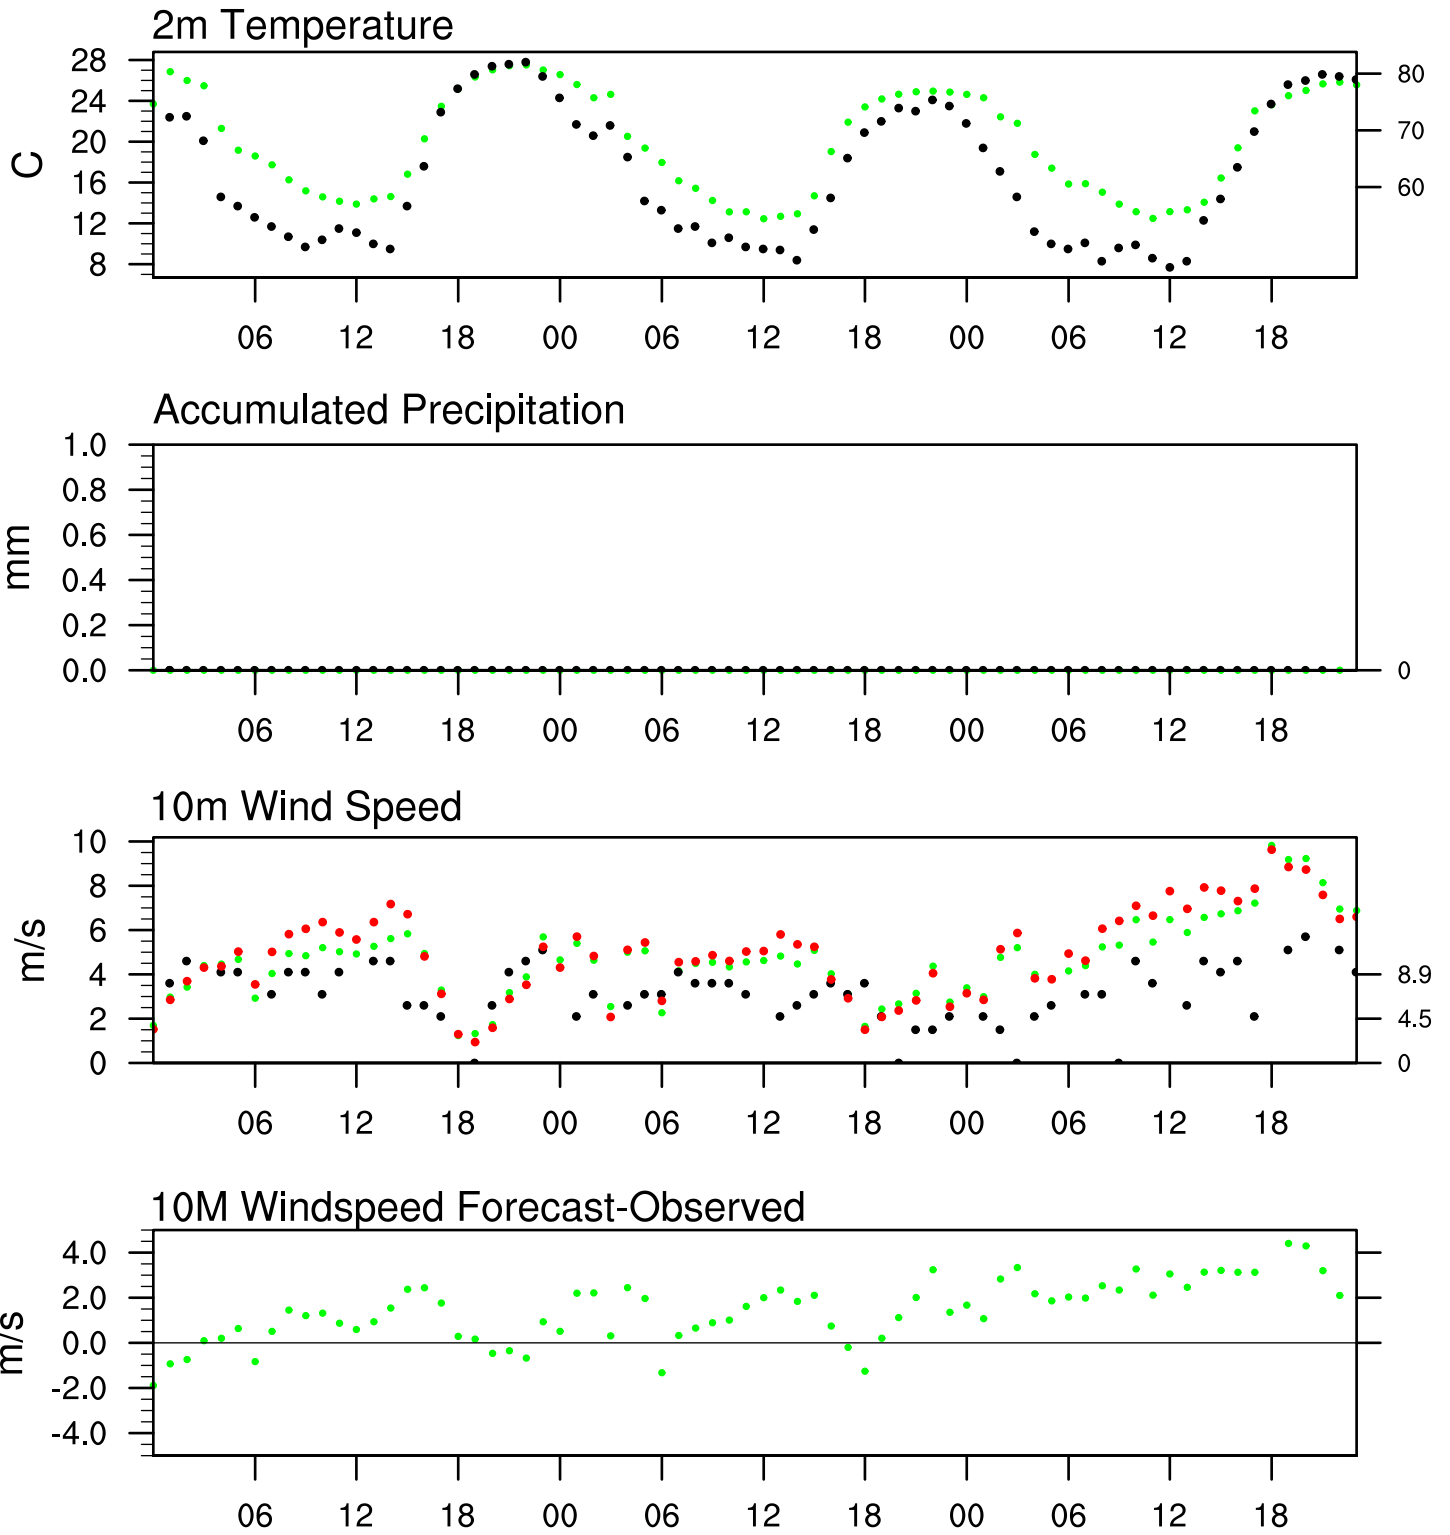 2m Temperature
28
24
20
16
12
8
C
80
70
60
06 12 18 00 06 12 18 00 06 12 18
Accumulated Precipitation
1.0
0.8
0.6
0.4
0.2
0.0
mm
0
06 12 18 00 06 12 18 00 06 12 18
10m Wind Speed
10
8
6
4
2
0
m/s
8.9
4.5
0
06 12 18 00 06 12 18 00 06 12 18
10M Windspeed Forecast-Observed
4.0
2.0
0.0
-2.0
-4.0
m/s
06 12 18 00 06 12 18 00 06 12 18